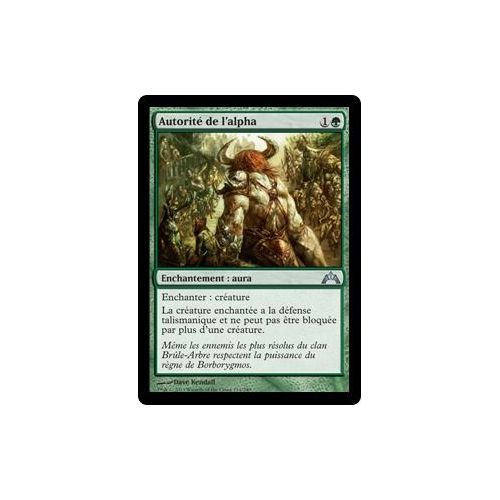 Autorité de l'alpha 1
Enchantement : aura
Enchanter : créature
La créature enchantée a la défense
talismanique et ne peut pas être bloquée
par plus d'une créature.
Même les ennemis les plus résolus du clan
Brûle-Arbre respectent la puissance du
règne de Borborygmos.
Dave Kendall